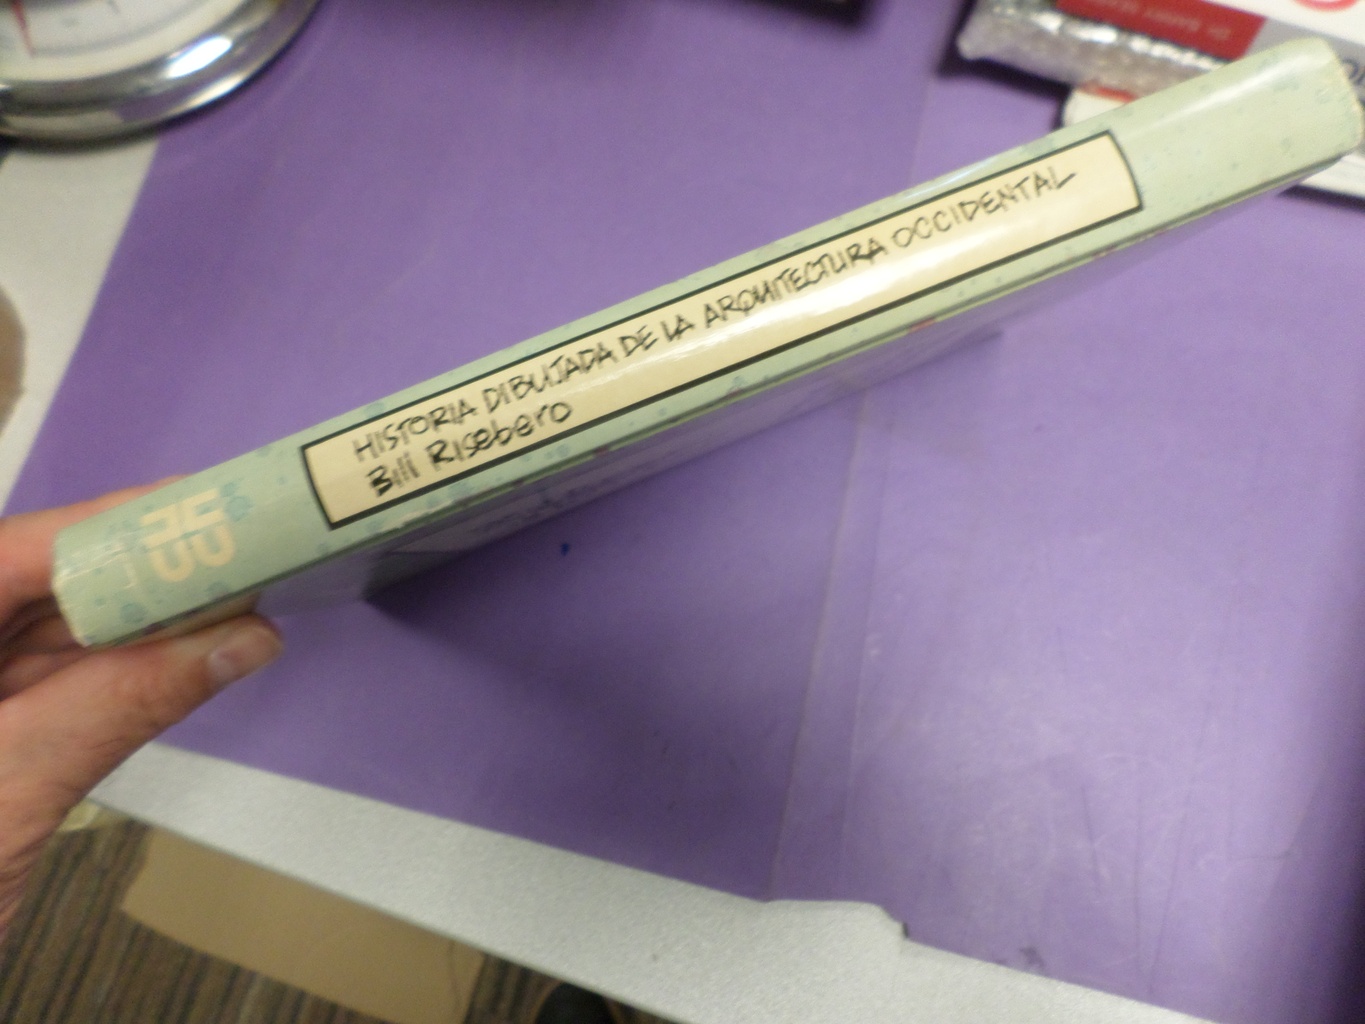 HISTORIA DIBUJADA DE LA ARQUITECTURA OCCIDENTAL
Bill Risebero